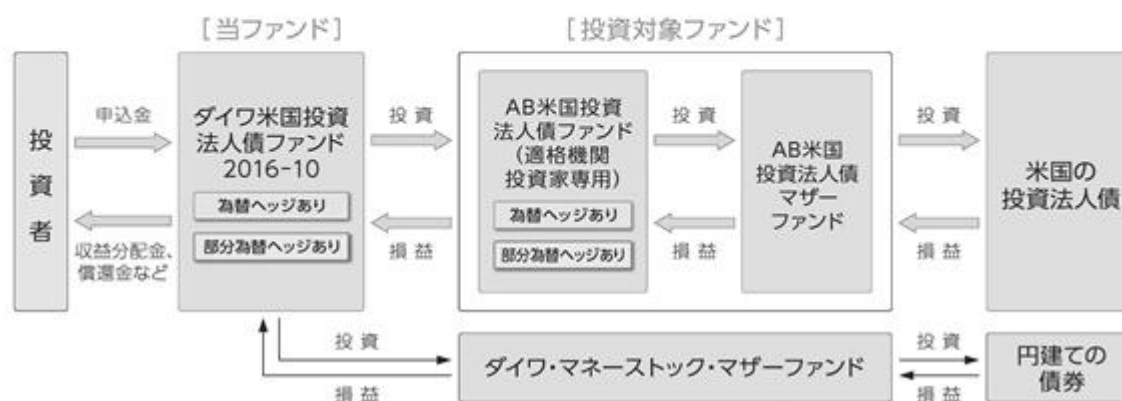 [当ファンド]
[投資対象ファンド]
投資者
申込金
収益分配金、
償還金など
ダイワ米国投資
法人債ファンド
2016-10
為替ヘッジあり
部分為替ヘッジあり
投資
損益
AB米国投資
法人債ファンド
(適格機関
投資家専用)
為替ヘッジあり
部分為替ヘッジあり
投資
損益
AB米国
投資法人債
マザー
ファンド
投資
損益
米国の
投資法人債
投資
損益
ダイワ・マネーストック・マザーファンド
投資
損益
円建ての
債券